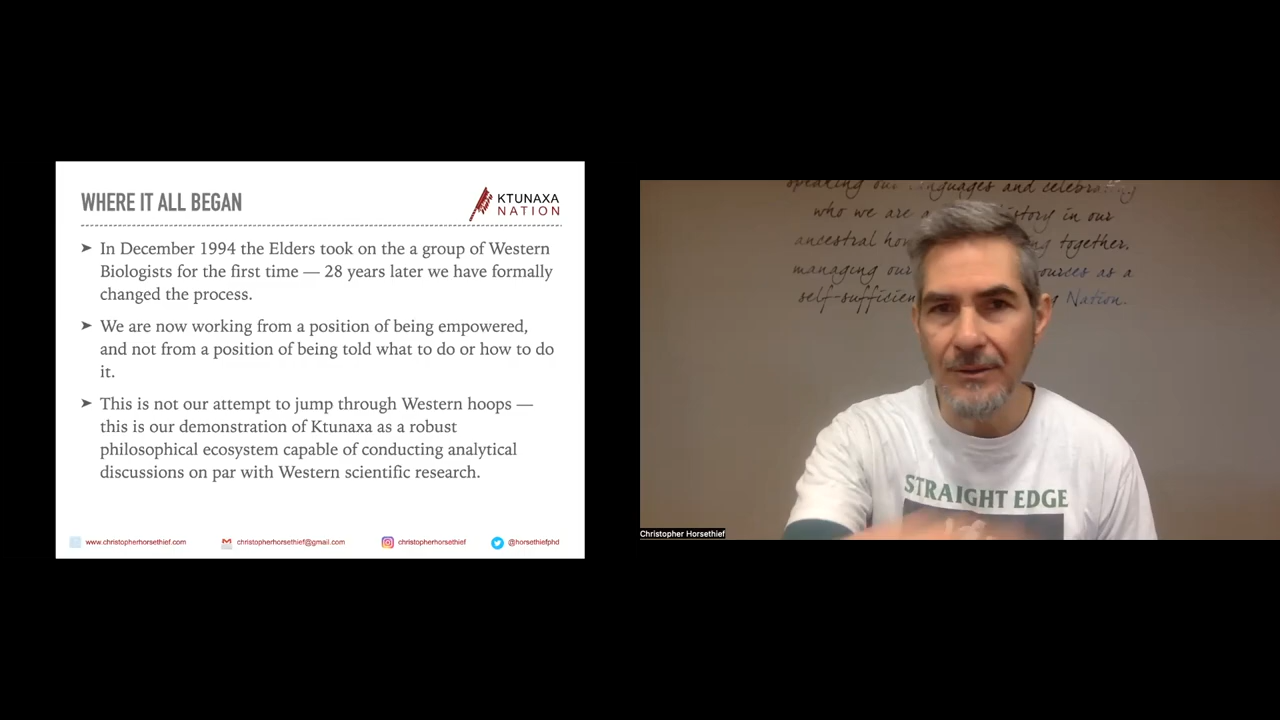 WHERE IT ALL BEGAN
KTUNAXA
NATION
➤ In December 1994 the Elders took on the a group of Western
Biologists for the first time — 28 years later we have formally
changed the process.
➤ We are now working from a position of being empowered,
and not from a position of being told what to do or how to do
it.
➤ This is not our attempt to jump through Western hoops —
this is our demonstration of Ktunaxa as a robust
philosophical ecosystem capable of conducting analytical
discussions on par with Western scientific research.
www.christopherhorsethief.com
christopherhorsethief@gmail.com
christopherhorsethief
@horsethiefphd
speaking our languages and
who we are a in our
ancestral together.
managing our as a
Nation.
STRAIGHT EDGE
Christopher Horsethief